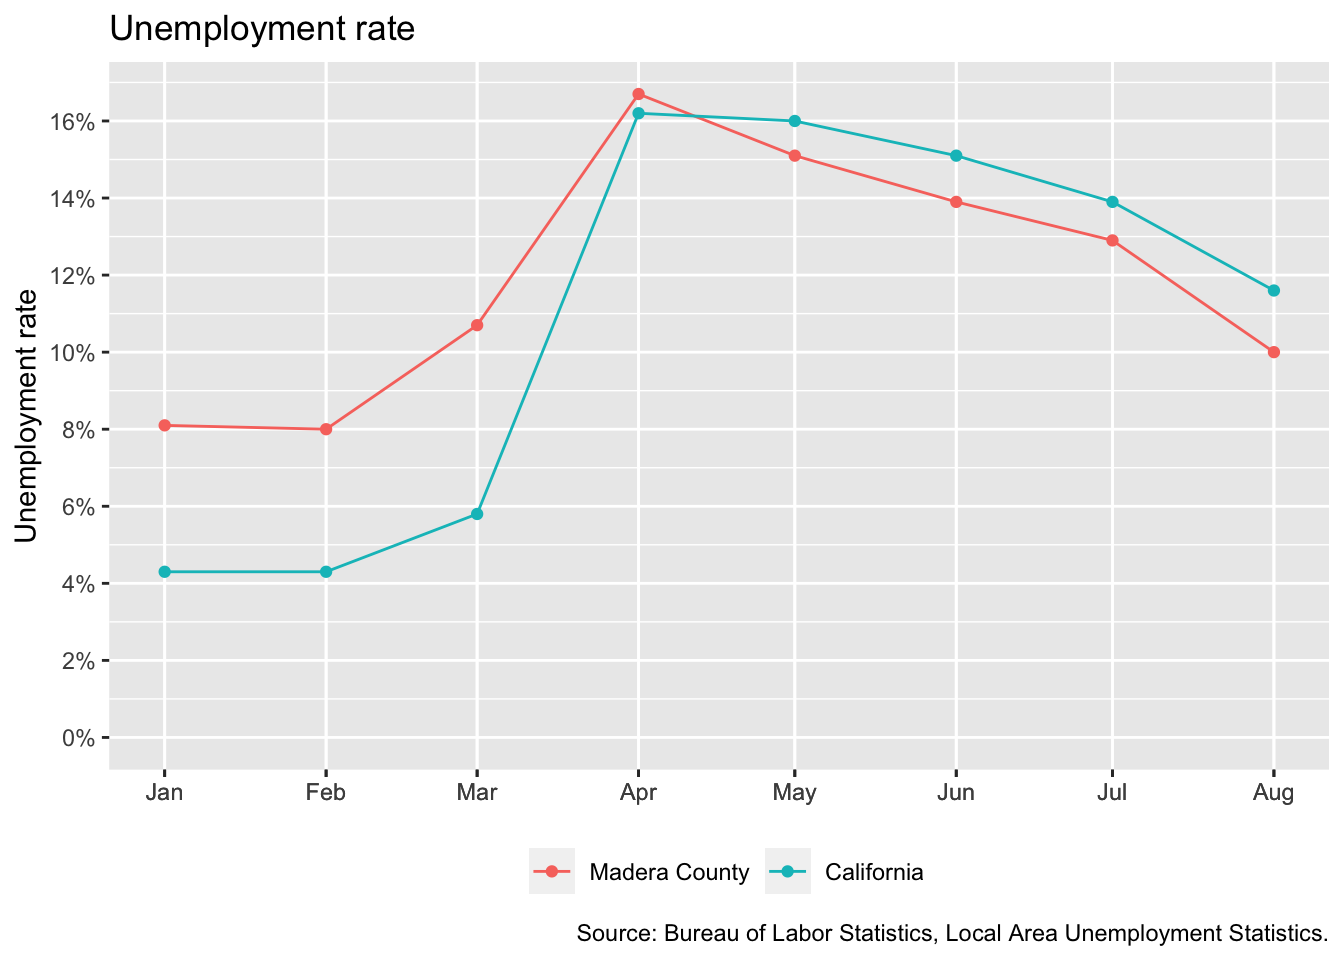 Unemployment rate
Unemployment rate
16%
14%
12%
10%
8%
6%
4%
2%
0%
Jan Feb Mar Apr May Jun Jul Aug
Madera County California
Source: Bureau of Labor Statistics, Local Area Unemployment Statistics.